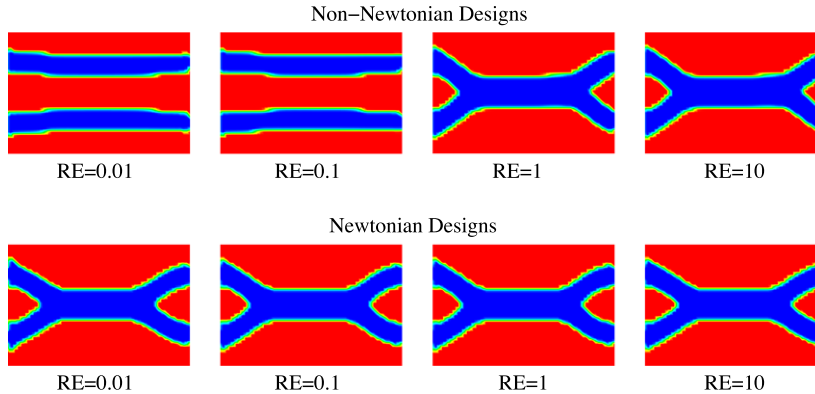 Non−Newtonian Designs
RE=0.01 RE=0.1 RE=1 RE=10
Newtonian Designs
RE=0.01 RE=0.1 RE=1 RE=10